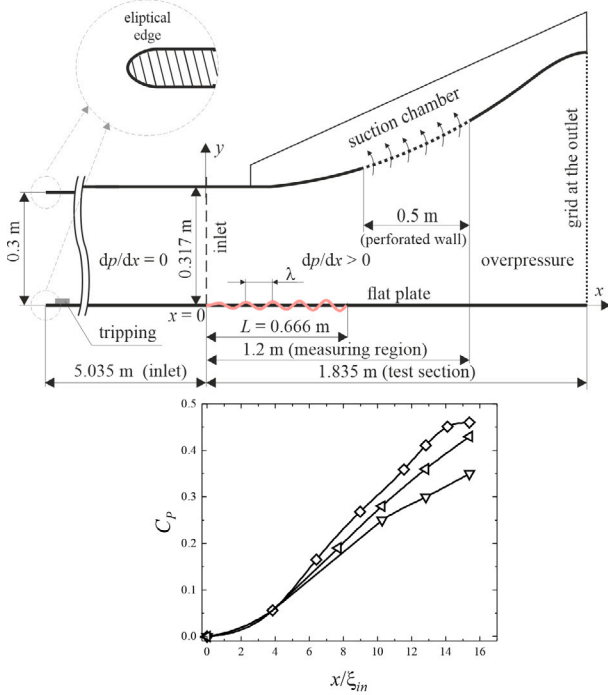 eliptical
edge
suction chamber
grid at the outlet
y
0.3 m
0.317 m
inlet
0.5 m
(perforated wall)
dp/dx = 0
dp/dx > 0
overpressure
λ
flat plate
x
x = 0
tripping
L = 0.666 m
1.2 m (measuring region)
5.035 m (inlet)
1.835 m (test section)
0.5
0.4
0.3
0.2
0.1
0.0
C_P
0 2 4 6 8 10 12 14 16
x/ξ_in